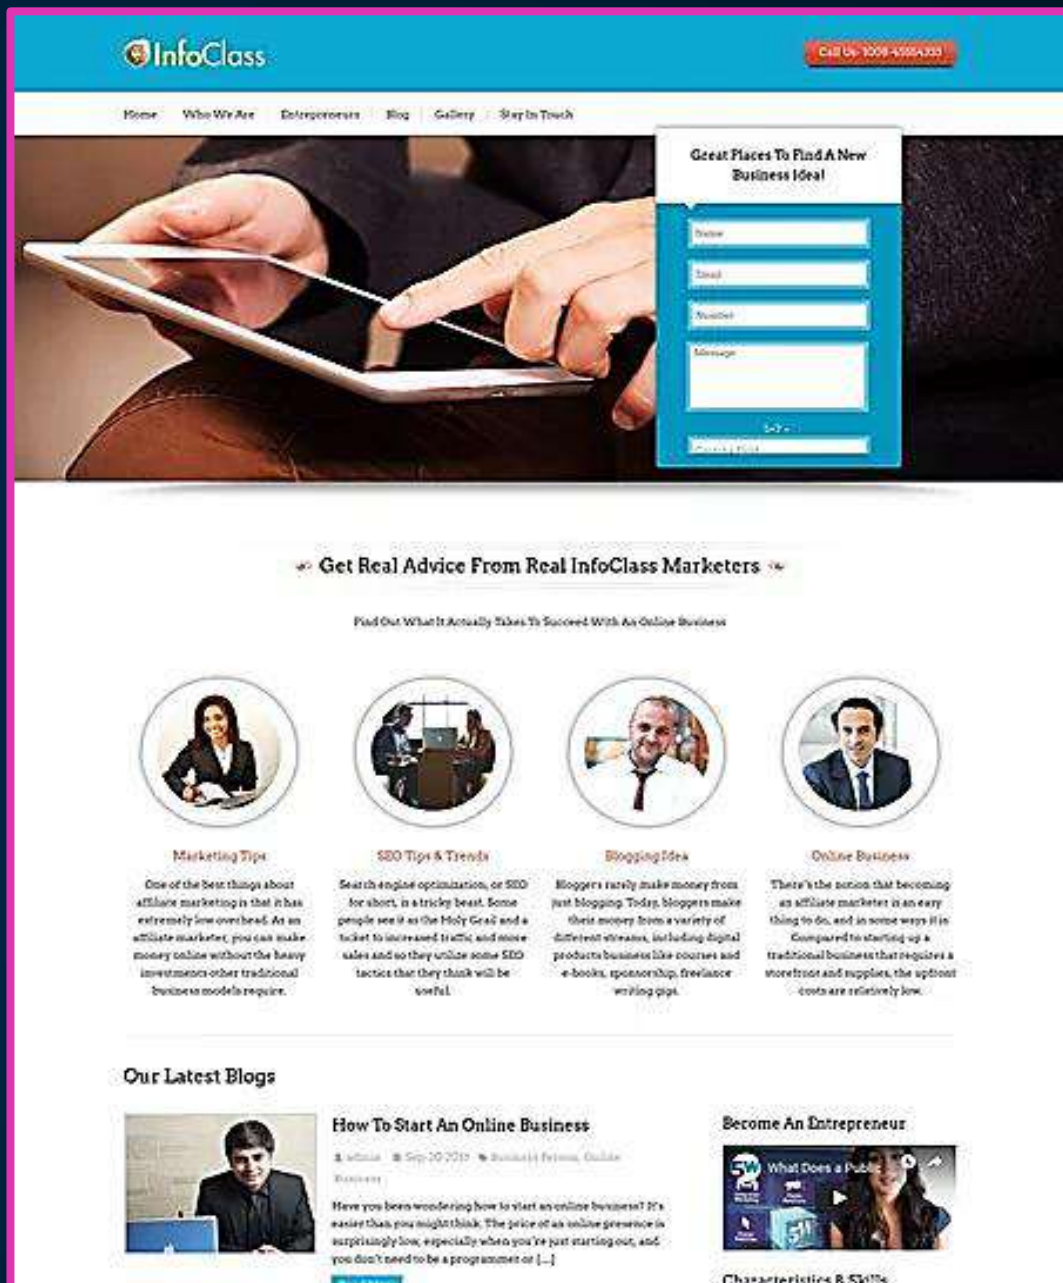 InfoClass
Call Us-
Home Who We Are Entrepreneurs Blog Gallery Stay In Touch
Great Places To Find A New
Business Idea!
Name
Email
Number
Message
Get Real Advice From Real InfoClass Marketers
Find Out What It Actually Takes To Succeed With An Online Business
Marketing Tips
One of the best things about
affiliate marketing is that it has
extremely low overhead. As an
affiliate marketer, you can make
money online without the heavy
investments other traditional
business models require.
SEO Tips & Trends
Search engine optimization, or SEO
for short, is a tricky beast. Some
people see it as the Holy Grail and a
ticket to increased traffic and more
sales and so they utilize some SEO
tactics that they think will be
useful.
Blogging Idea
Bloggers rarely make money from
just blogging. Today, bloggers make
their money from a variety of
different streams, including digital
products business like courses and
e-books, sponsorship, freelance
writing gigs.
Online Business
There's the notion that becoming
an affiliate marketer is an easy
thing to do, and in some ways it is
Compared to starting up a
traditional business that requires a
storefront and supplies, the upfront
costs are relatively low.
Our Latest Blogs
How To Start An Online Business
admin Business Person, Online
Business
Have you been wondering how to start an online business? It's
easier than you might think. The price of an online presence is
surprisingly low, especially when you're just starting out, and
you don't need to be a programmer or [...]
Become An Entrepreneur
5W What Does a Public
Characteristics & Skills